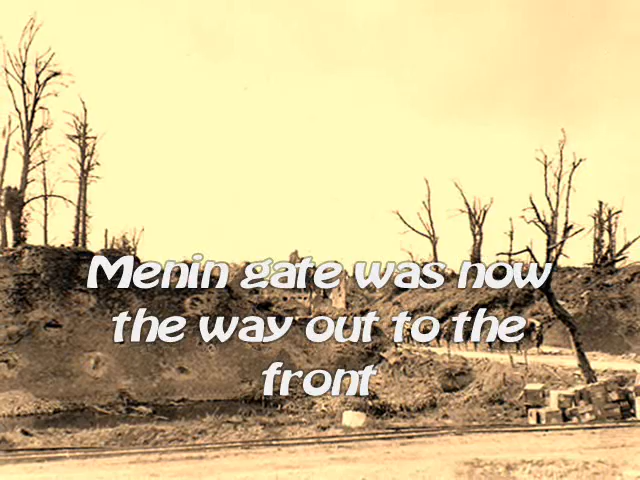 Menin gate was now
the way out to the
front